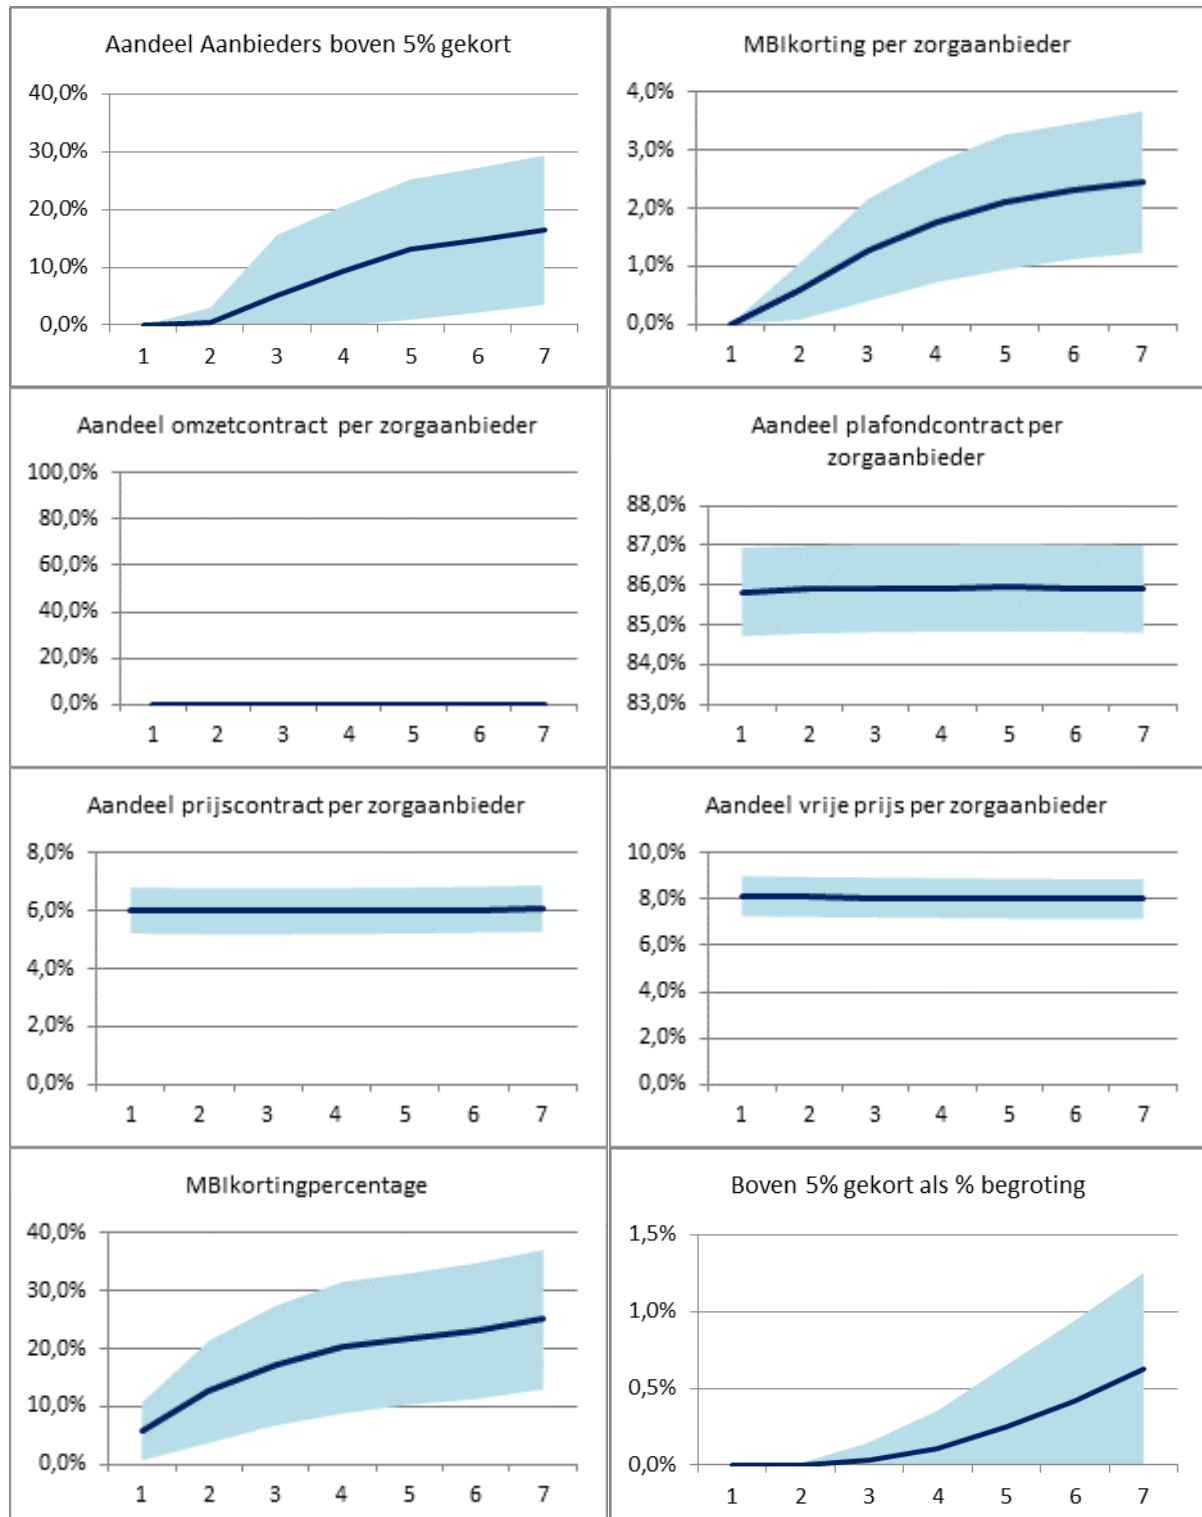 Aandeel Aanbieders boven 5% gekort
40,0%
30,0%
20,0%
10,0%
0,0%
1 2 3 4 5 6 7
MBIkorting per zorgaanbieder
4,0%
3,0%
2,0%
1,0%
0,0%
1 2 3 4 5 6 7
Aandeel omzetcontract per zorgaanbieder
100,0%
80,0%
60,0%
40,0%
20,0%
0,0%
1 2 3 4 5 6 7
Aandeel plafondcontract per
zorgaanbieder
88,0%
87,0%
86,0%
85,0%
84,0%
83,0%
1 2 3 4 5 6 7
Aandeel prijscontract per zorgaanbieder
8,0%
6,0%
4,0%
2,0%
0,0%
1 2 3 4 5 6 7
Aandeel vrije prijs per zorgaanbieder
10,0%
8,0%
6,0%
4,0%
2,0%
0,0%
1 2 3 4 5 6 7
MBIkortingpercentage
40,0%
30,0%
20,0%
10,0%
0,0%
1 2 3 4 5 6 7
Boven 5% gekort als % begroting
1,5%
1,0%
0,5%
0,0%
1 2 3 4 5 6 7